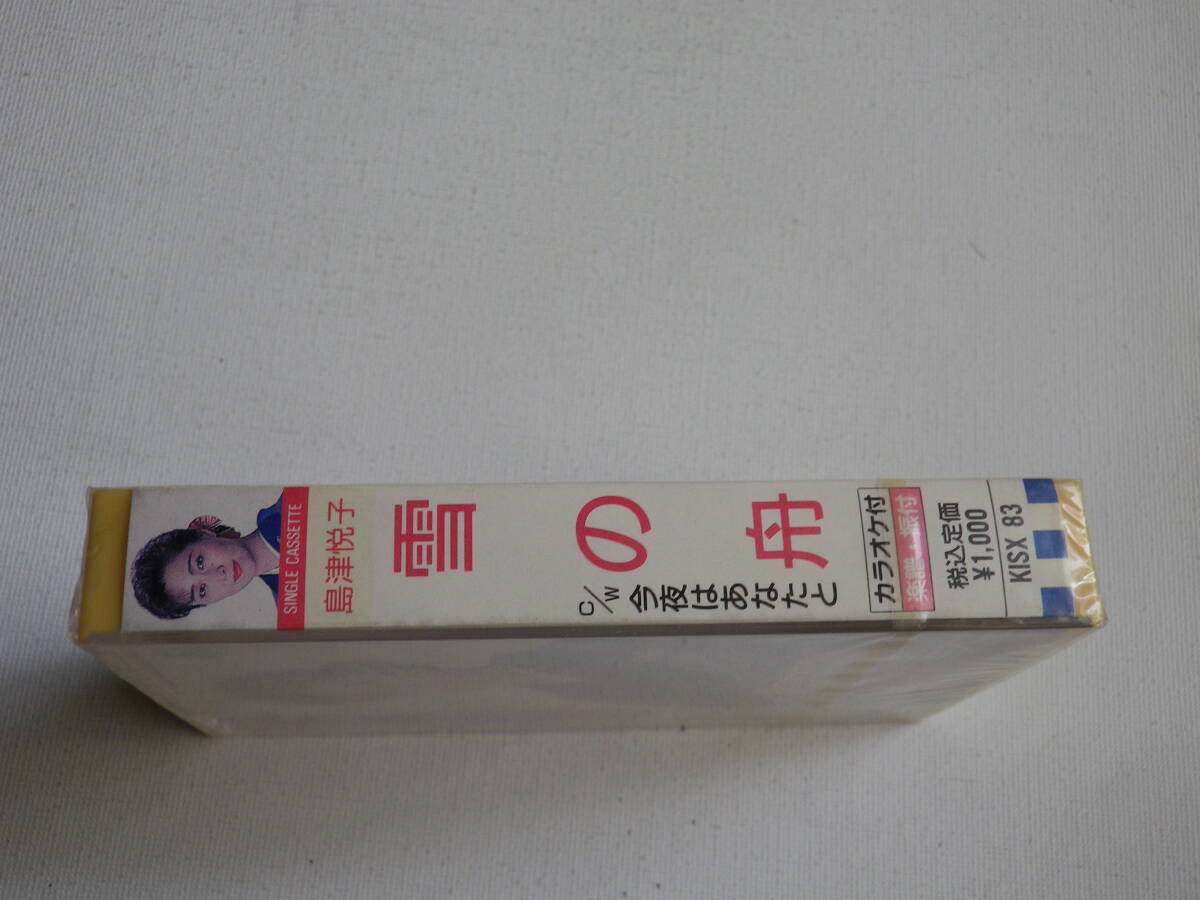 SINGLE CASSETTE
島津悦子
雪の舟
C/W 今夜はあなたと
カラオケ付
楽譜・振付
税込定価
¥1,000
KISX 83